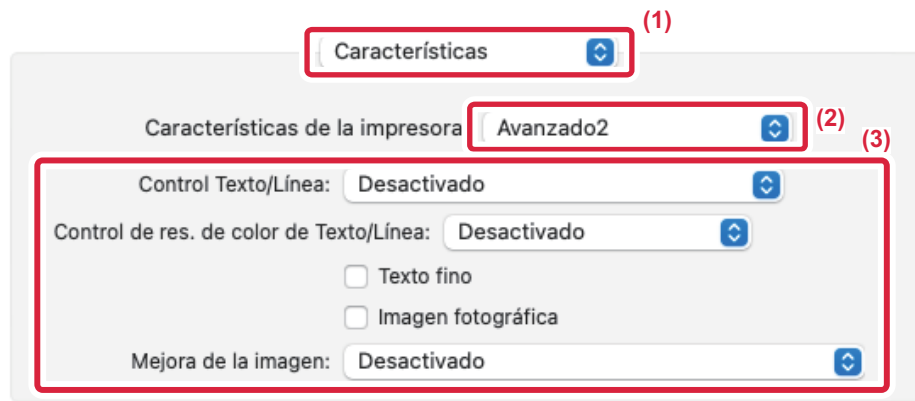 (1)
Características
Características de la impresora Avanzado2 (2)
(3)
Control Texto/Línea: Desactivado
Control de res. de color de Texto/Línea: Desactivado
Texto fino
Imagen fotográfica
Mejora de la imagen: Desactivado